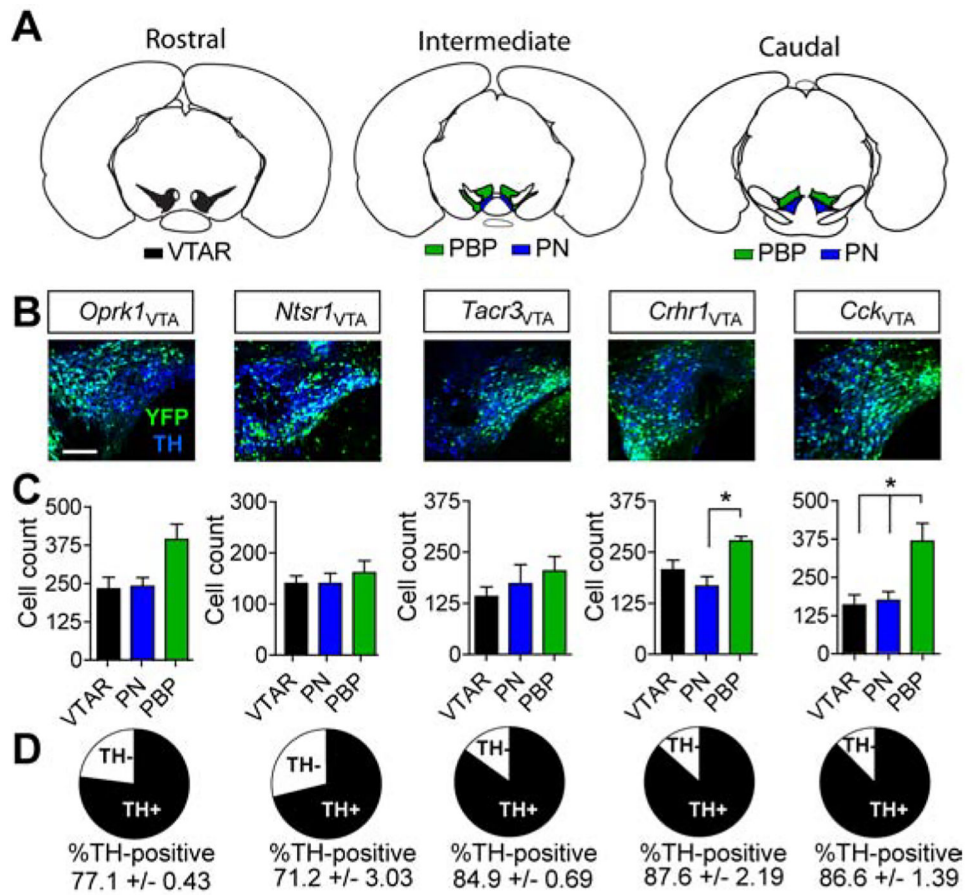 A
Rostral
Intermediate
Caudal
VTAR
PBP PN
PBP PN
B
Oprk1VTA
Ntsr1VTA
Tacr3VTA
Crhr1VTA
CckVTA
YFP
TH
C
Cell count
500
375
250
125
0
VTAR
PN
PBP
Cell count
300
150
0
VTAR
PN
PBP
Cell count
375
250
125
0
VTAR
PN
PBP
Cell count
375
250
125
0
VTAR
PN
PBP
*
Cell count
500
375
250
125
0
VTAR
PN
PBP
*
D
TH-
TH+
TH-
TH+
TH-
TH+
TH-
TH+
TH-
TH+
%TH-positive
77.1 +/- 0.43
%TH-positive
71.2 +/- 3.03
%TH-positive
84.9 +/- 0.69
%TH-positive
87.6 +/- 2.19
%TH-positive
86.6 +/- 1.39